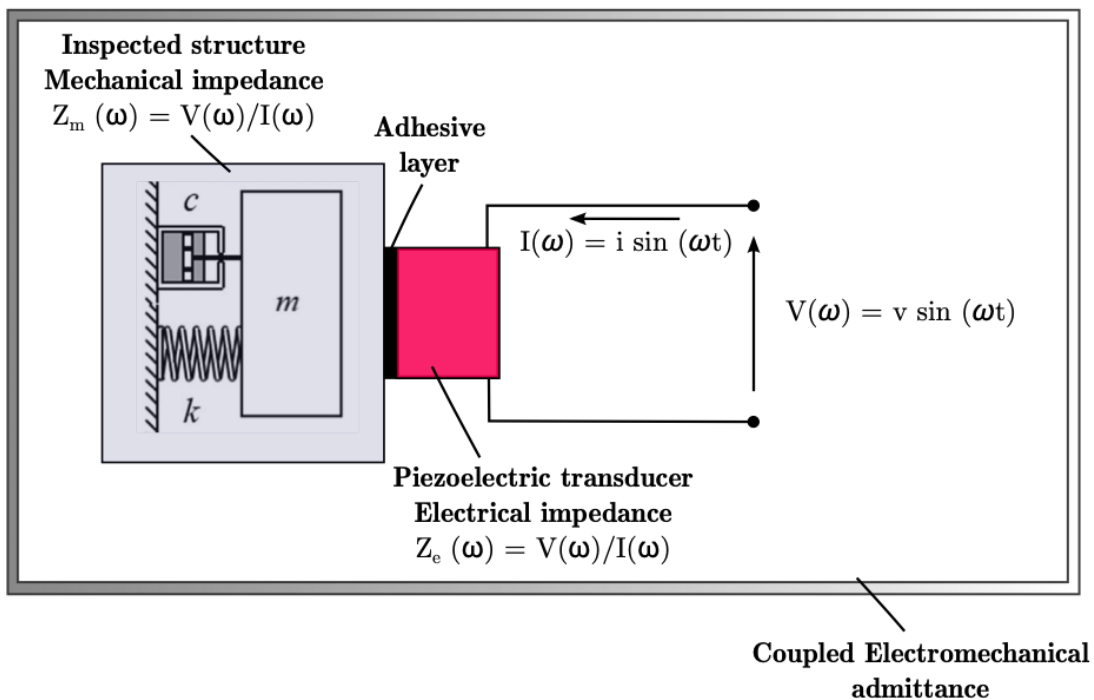 Inspected structure
Mechanical impedance
Zₘ (ω) = V(ω)/I(ω)
Adhesive
layer
c
m
k
I(ω) = i sin (ωt)
V(ω) = v sin (ωt)
Piezoelectric transducer
Electrical impedance
Zₑ (ω) = V(ω)/I(ω)
Coupled Electromechanical
admittance